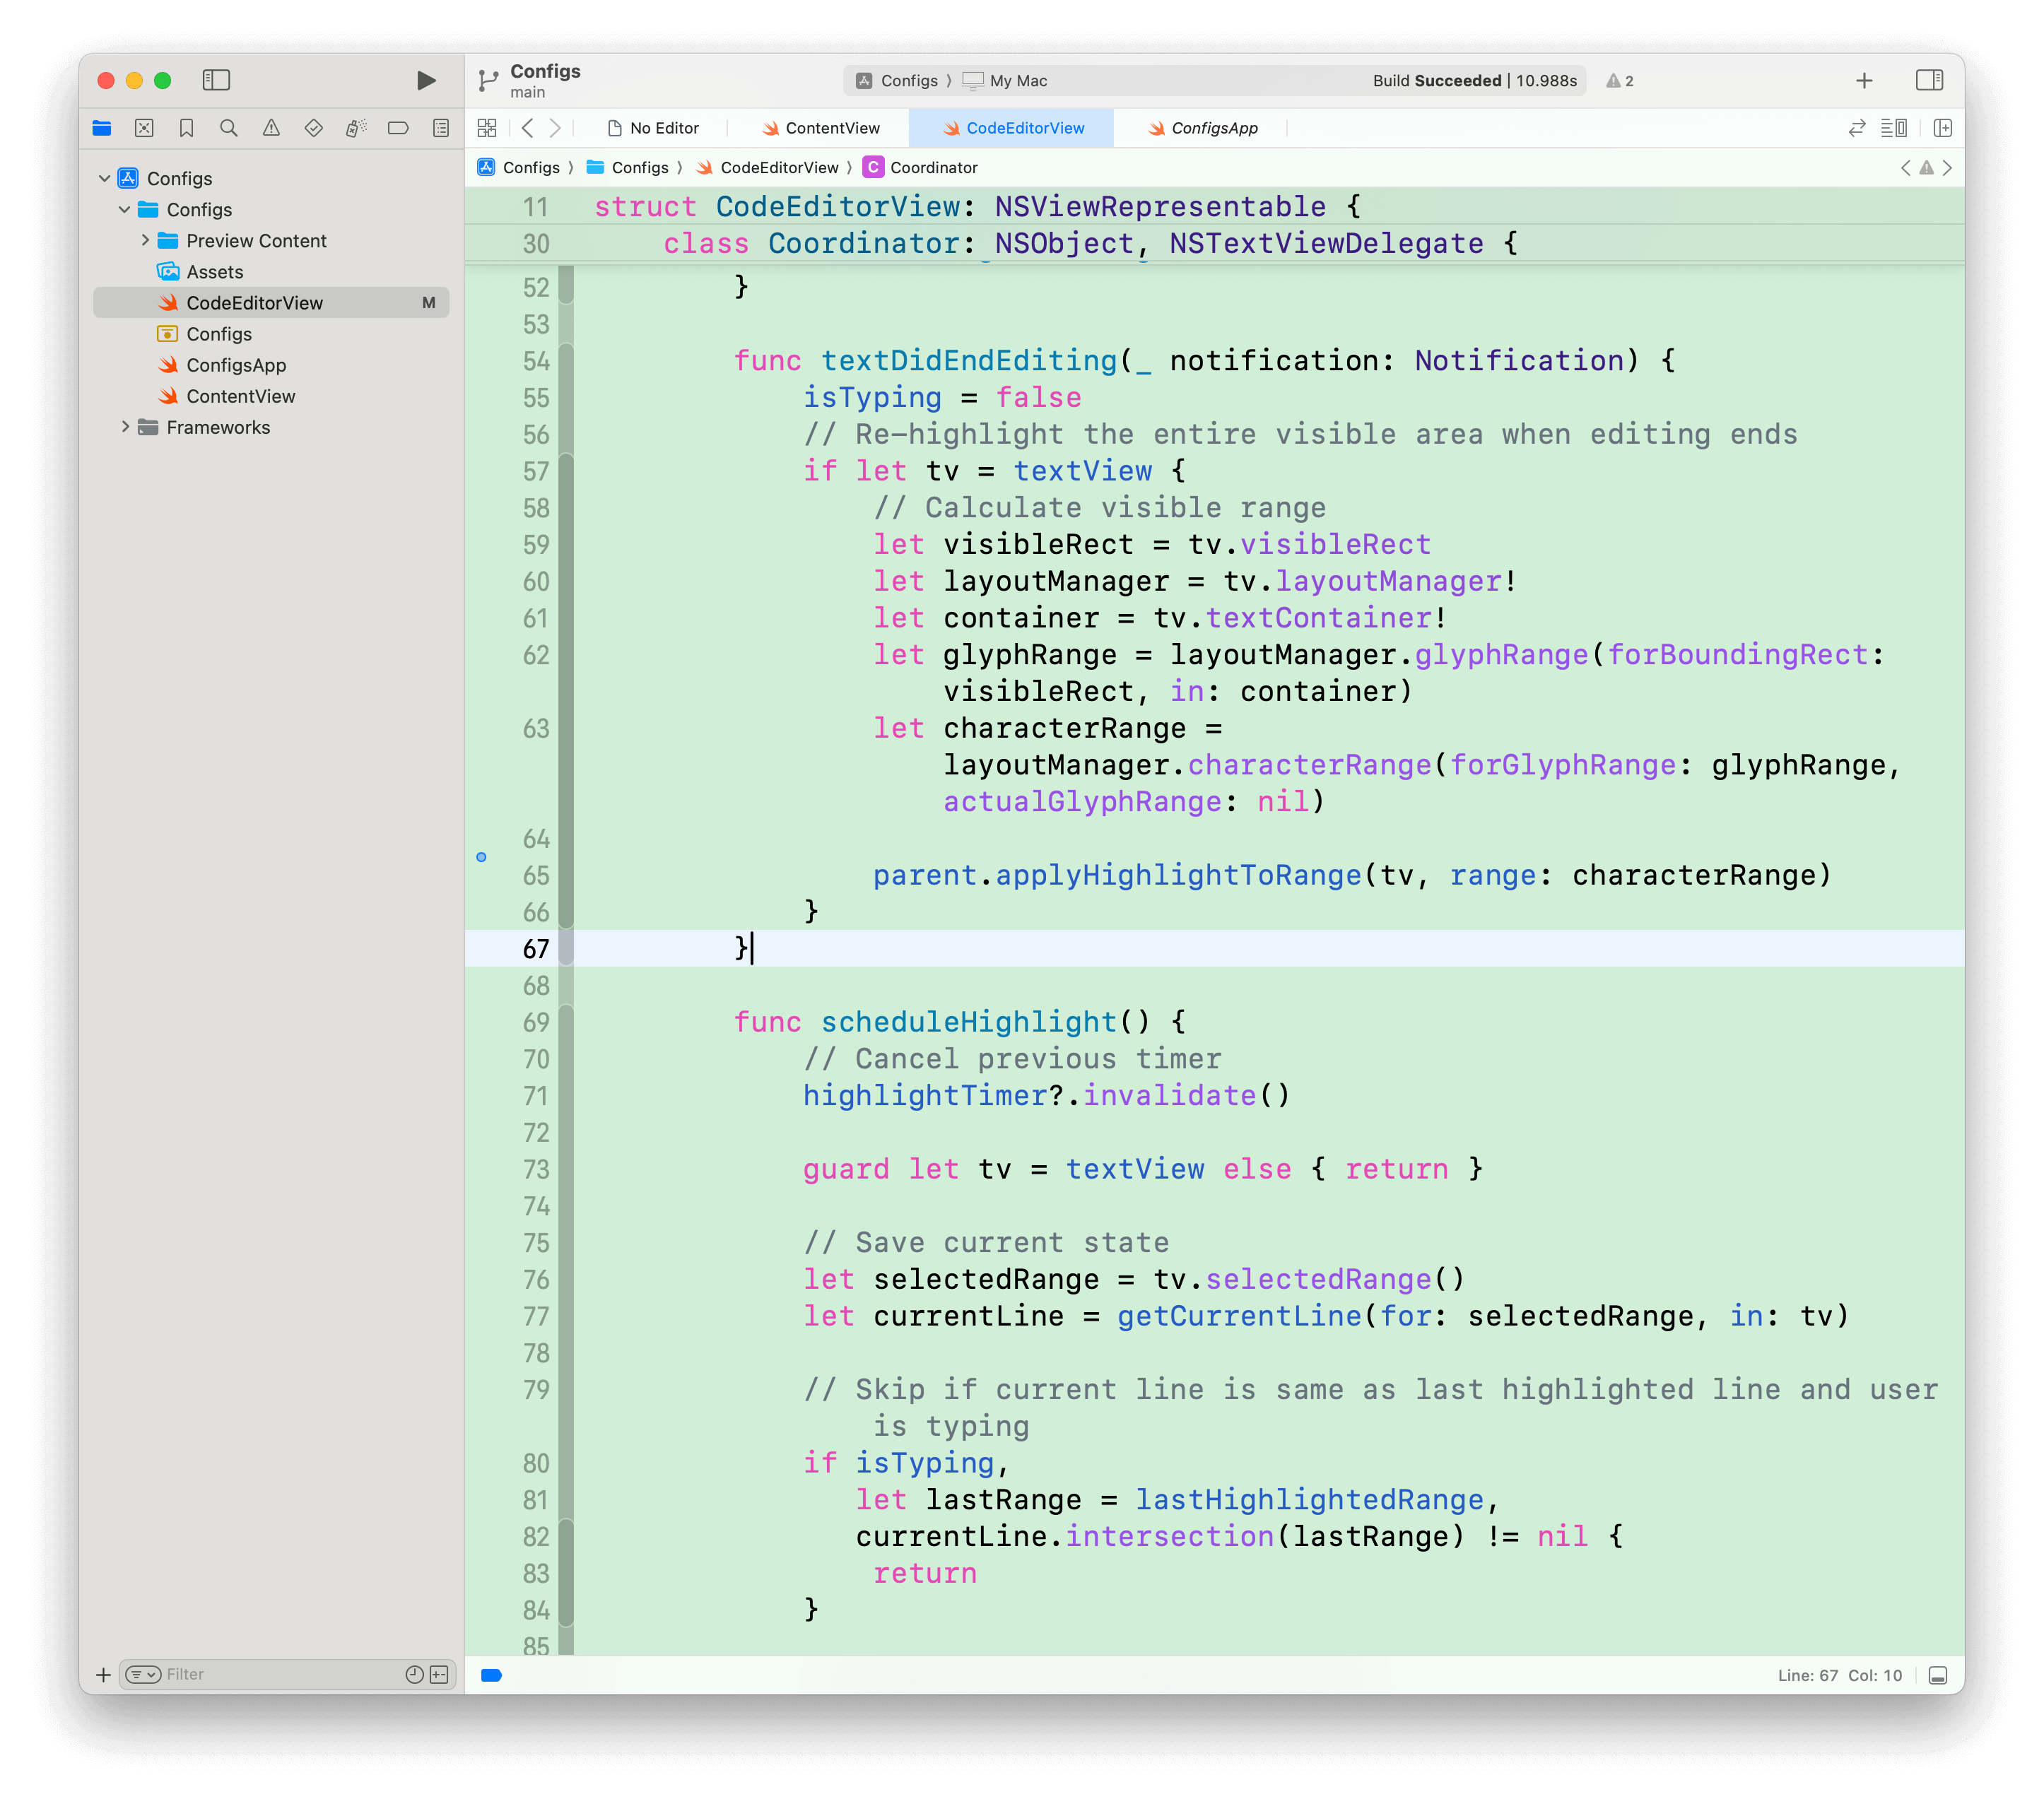 Configs
main
Configs 〉 My Mac
Build Succeeded | 10.988s
2
No Editor
ContentView
CodeEditorView
ConfigsApp
Configs 〉 Configs 〉 CodeEditorView 〉 C Coordinator
Configs
Configs
Preview Content
Assets
CodeEditorView M
Configs
ConfigsApp
ContentView
Frameworks
Filter
11 struct CodeEditorView: NSViewRepresentable {
30 class Coordinator: NSObject, NSTextViewDelegate {
52 }
53
54 func textDidEndEditing(_ notification: Notification) {
55 isTyping = false
56 // Re-highlight the entire visible area when editing ends
57 if let tv = textView {
58 // Calculate visible range
59 let visibleRect = tv.visibleRect
60 let layoutManager = tv.layoutManager!
61 let container = tv.textContainer!
62 let glyphRange = layoutManager.glyphRange(forBoundingRect:
visibleRect, in: container)
63 let characterRange =
layoutManager.characterRange(forGlyphRange: glyphRange,
actualGlyphRange: nil)
64
65 parent.applyHighlightToRange(tv, range: characterRange)
66 }
67 }
68
69 func scheduleHighlight() {
70 // Cancel previous timer
71 highlightTimer?.invalidate()
72
73 guard let tv = textView else { return }
74
75 // Save current state
76 let selectedRange = tv.selectedRange()
77 let currentLine = getCurrentLine(for: selectedRange, in: tv)
78
79 // Skip if current line is same as last highlighted line and user
is typing
80 if isTyping,
81 let lastRange = lastHighlightedRange,
82 currentLine.intersection(lastRange) != nil {
83 return
84 }
85
Line: 67 Col: 10